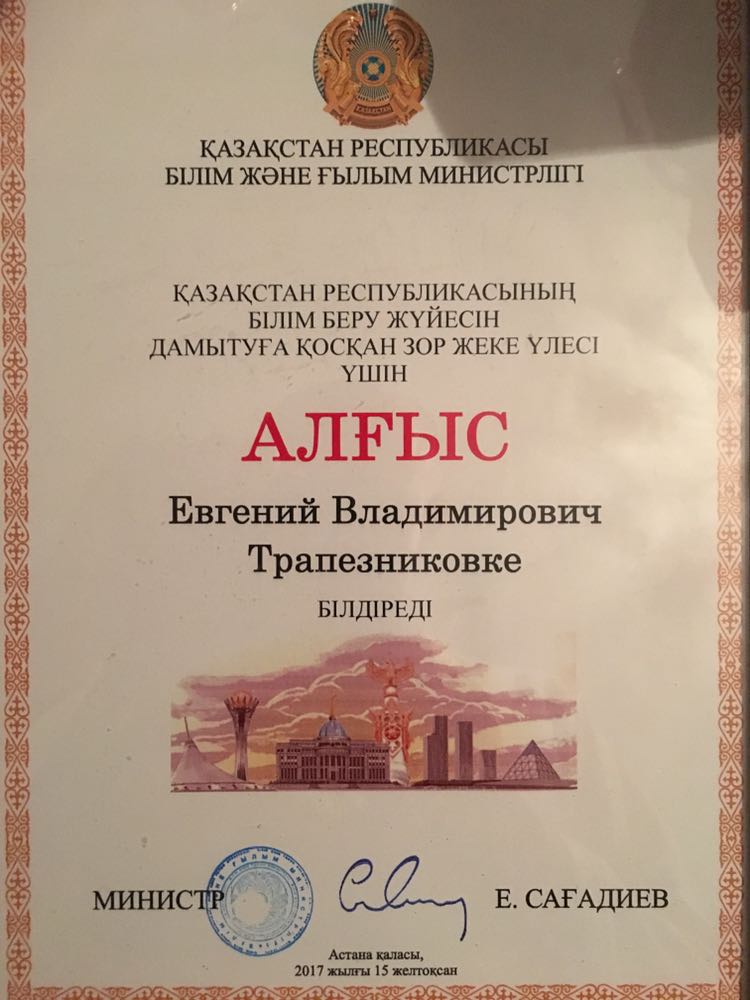 ҚАЗАҚСТАН РЕСПУБЛИКАСЫ
БІЛІМ ЖӘНЕ ҒЫЛЫМ МИНИСТРЛІГІ
ҚАЗАҚСТАН РЕСПУБЛИКАСЫНЫҢ
БІЛІМ БЕРУ ЖҮЙЕСІН
ДАМЫТУҒА ҚОСҚАН ЗОР ЖЕКЕ ҮЛЕСІ
ҮШІН
АЛҒЫС
Евгений Владимирович
Трапезниковке
БІЛДІРЕДІ
МИНИСТР
Е. САҒАДИЕВ
Астана қаласы,
2017 жылғы 15 желтоқсан